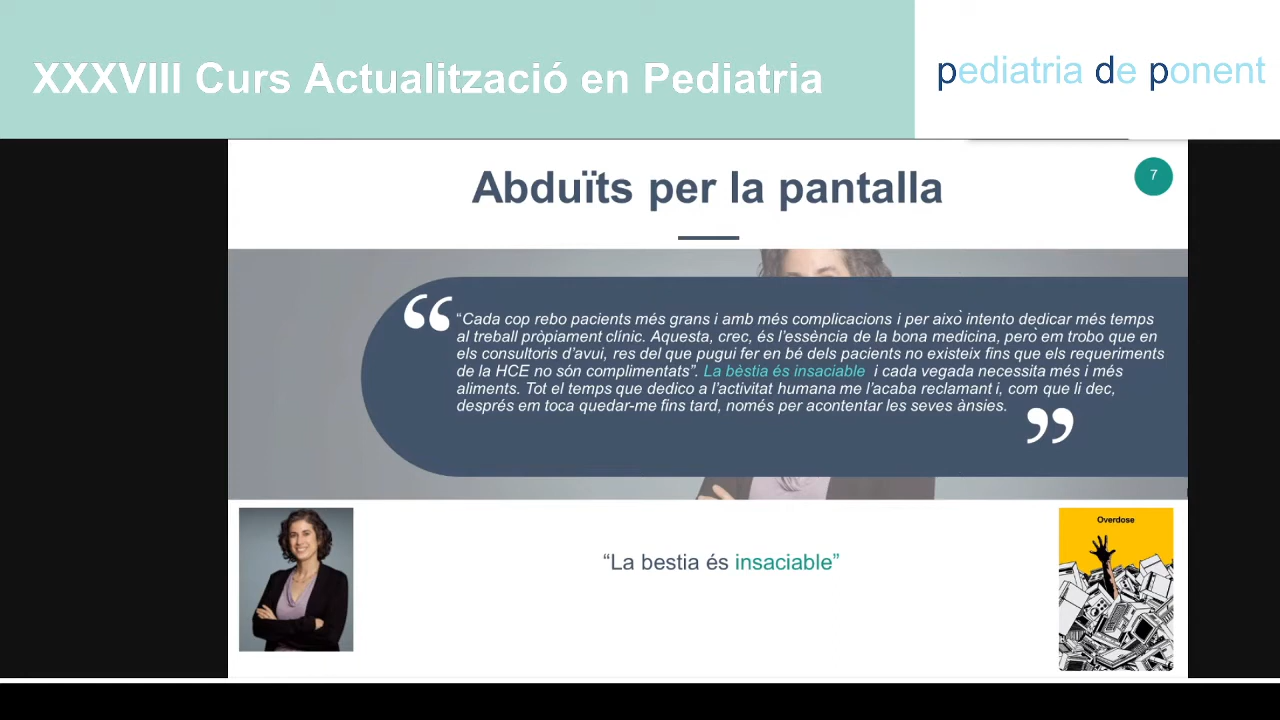 XXXVIII Curs Actualització en Pediatria
pediatria de ponent
Abduïts per la pantalla
7
“
“Cada cop rebo pacients més grans i amb més complicacions i per això intento dedicar més temps
al treball pròpiament clínic. Aquesta, crec, és l’essència de la bona medicina, però em trobo que en
els consultoris d’avui, res del que pugui fer en bé dels pacients no existeix fins que els requeriments
de la HCE no són complimentats”. La bèstia és insaciable i cada vegada necessita més i més
aliments. Tot el temps que dedico a l’activitat humana me l’acaba reclamant i, com que li dec,
després em toca quedar-me fins tard, només per acontentar les seves ànsies.
”
“La bestia és insaciable”
Overdose